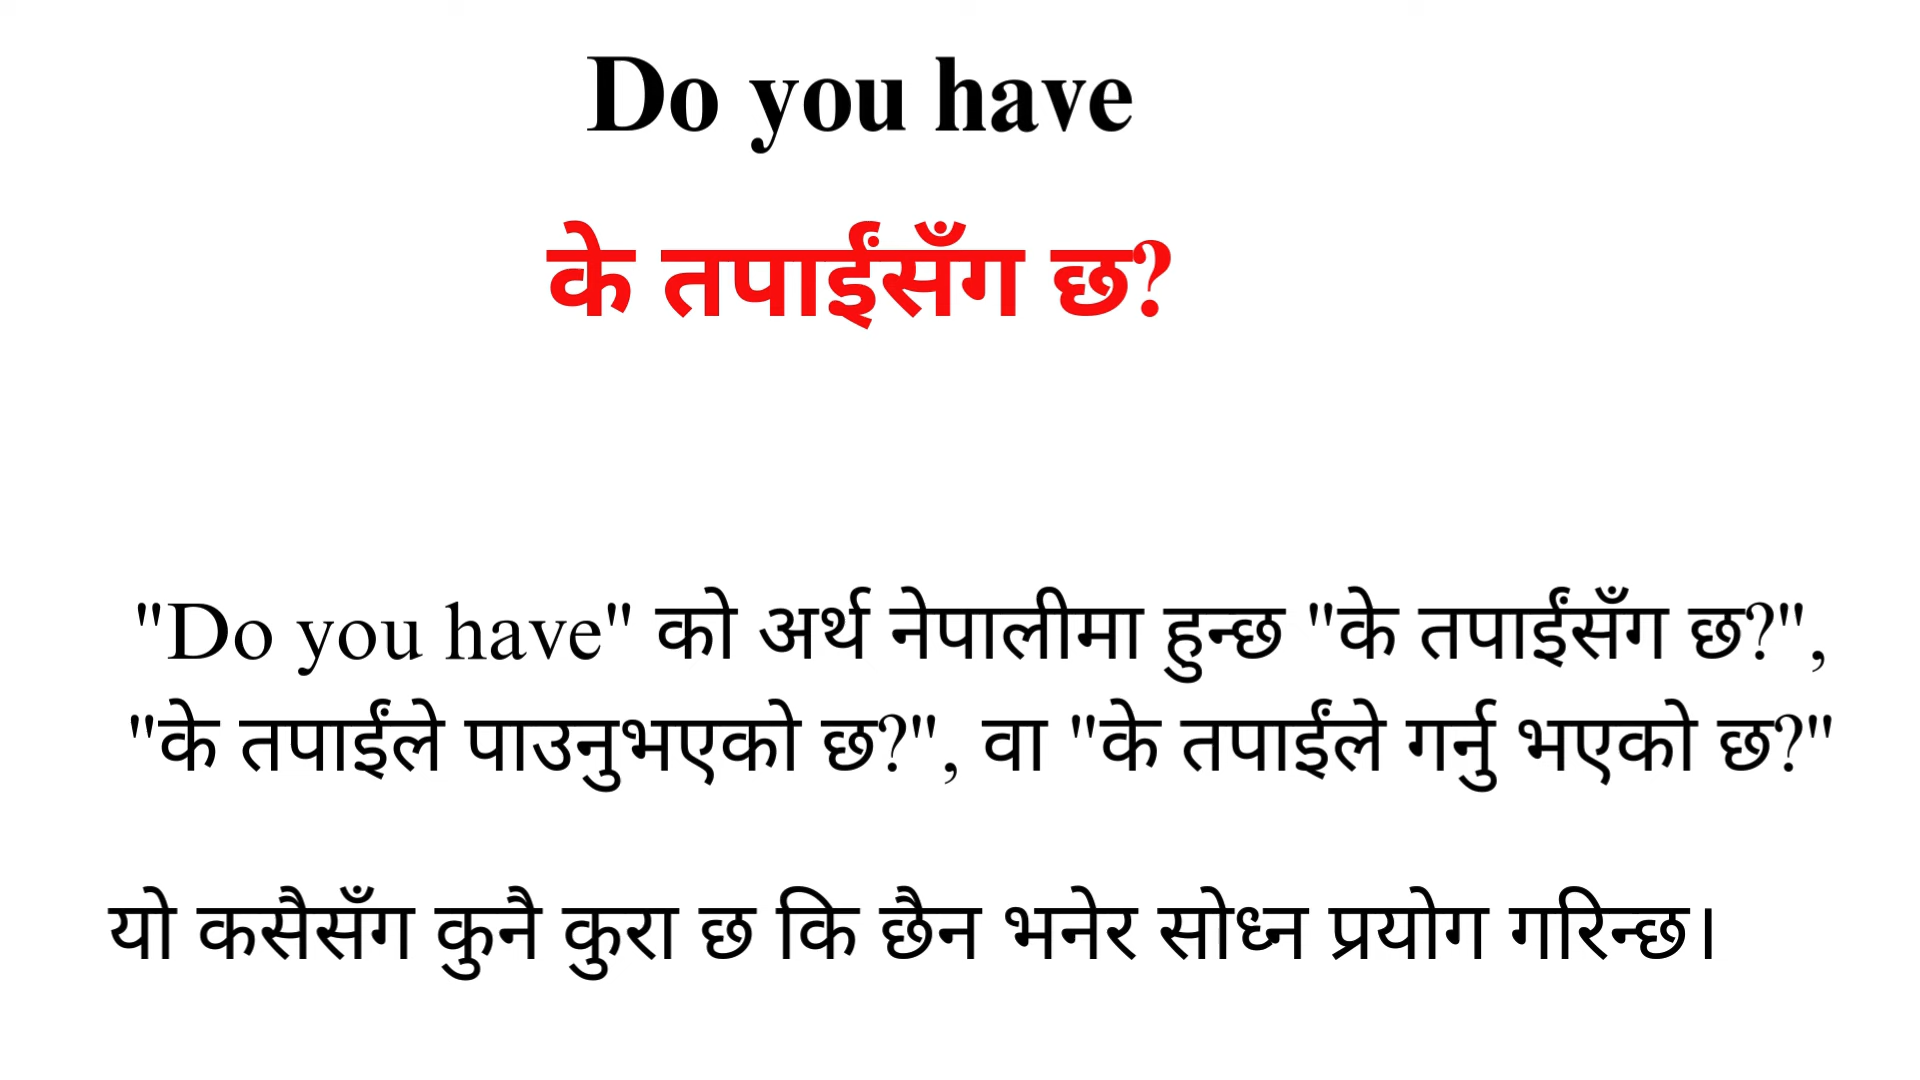 Do you have
के तपाईंसँग छ?
"Do you have" को अर्थ नेपालीमा हुन्छ "के तपाईंसँग छ?",
"के तपाईंले पाउनुभएको छ?", वा "के तपाईंले गर्नु भएको छ?"
यो कसैसँग कुनै कुरा छ कि छैन भनेर सोध्न प्रयोग गरिन्छ।